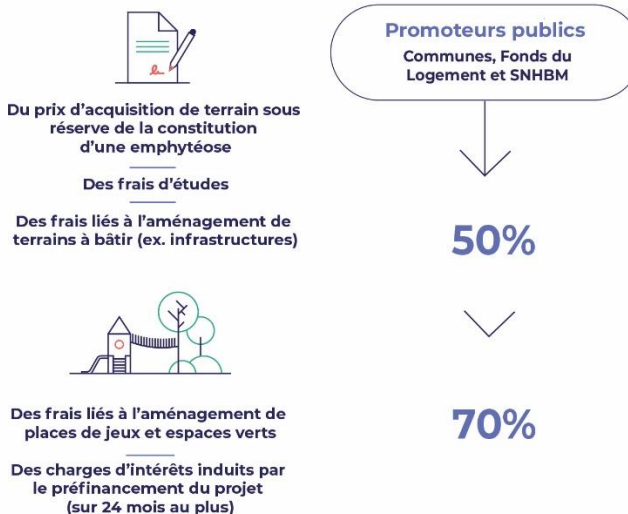 Promoteurs publics
Communes, Fonds du
Logement et SNHBM
Du prix d’acquisition de terrain sous
réserve de la constitution
d’une emphytéose
Des frais d’études
Des frais liés à l’aménagement de
terrains à bâtir (ex. infrastructures)
50%
Des frais liés à l’aménagement de
places de jeux et espaces verts
70%
Des charges d’intérêts induits par
le préfinancement du projet
(sur 24 mois au plus)